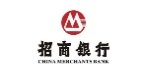 招商银行
CHINA MERCHANTS BANK